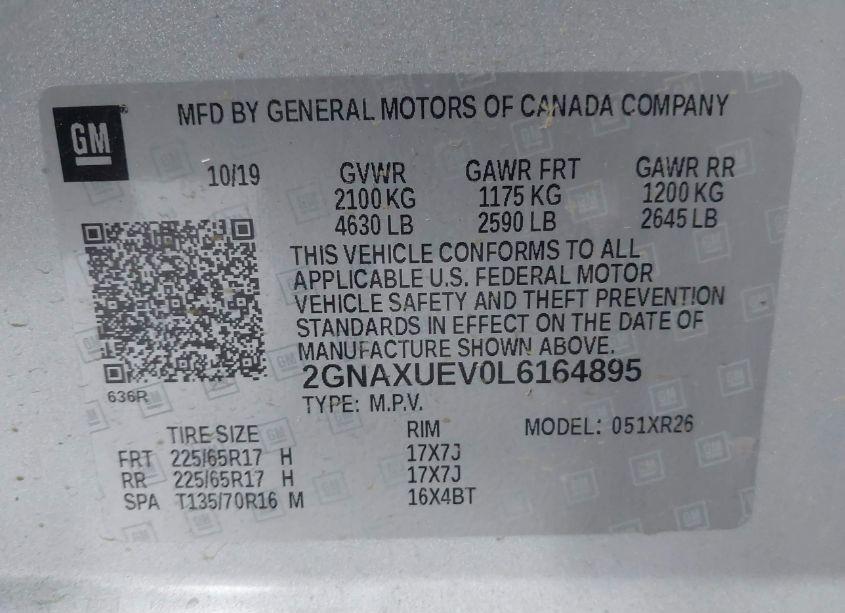 GM
MFD BY GENERAL MOTORS OF CANADA COMPANY
10/19 GVWR GAWR FRT GAWR RR
2100 KG 1175 KG 1200 KG
4630 LB 2590 LB 2645 LB
THIS VEHICLE CONFORMS TO ALL
APPLICABLE U.S. FEDERAL MOTOR
VEHICLE SAFETY AND THEFT PREVENTION
STANDARDS IN EFFECT ON THE DATE OF
MANUFACTURE SHOWN ABOVE.
2GNAXUEV0L6164895
636R
TYPE: M.P.V.
TIRE SIZE RIM MODEL: 051XR26
FRT 225/65R17 H 17X7J
RR 225/65R17 H 17X7J
SPA T135/70R16 M 16X4BT